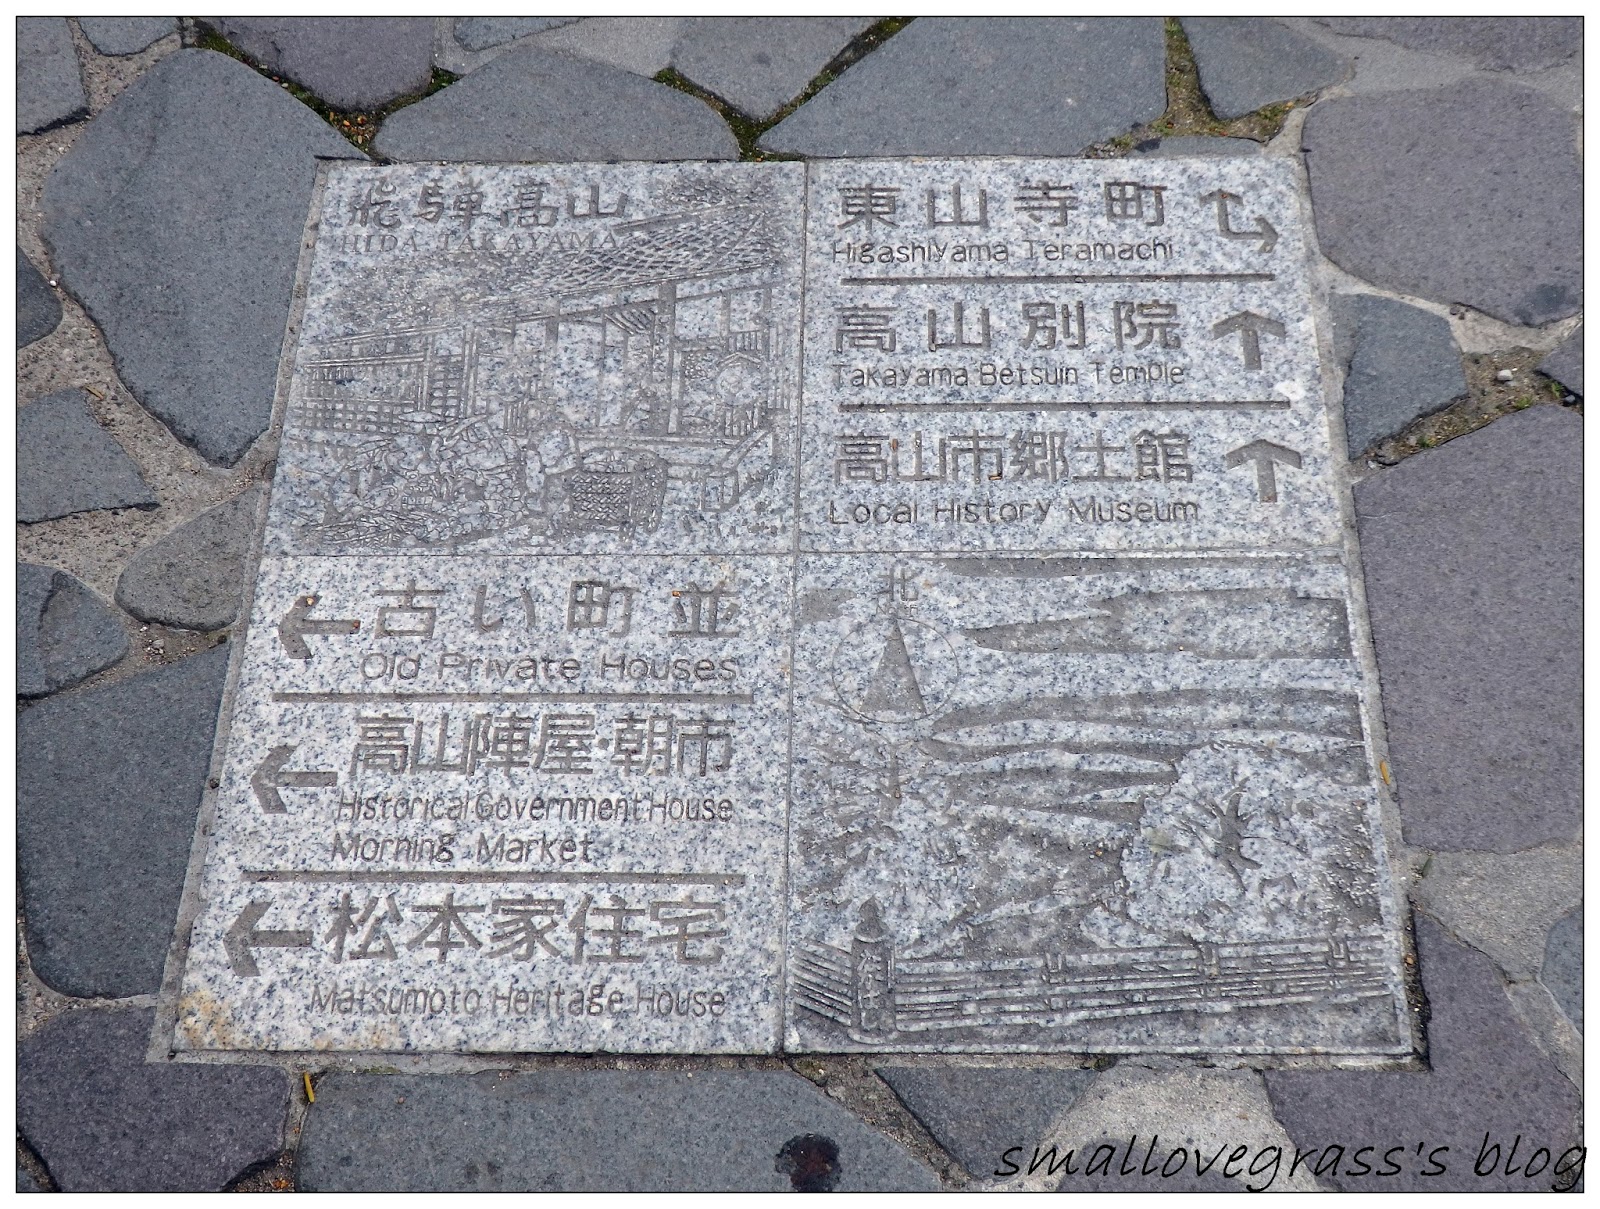 飛騨高山
HIDA TAKAYAMA
東山寺町
Higashiyama Teramachi
高山別院
Takayama Betsuin Temple
高山市郷土館
Local History Museum
古い町並
Old Private Houses
高山陣屋・朝市
Historical Government House
Morning Market
松本家住宅
Matsumoto Heritage House
北
smallovegrass's blog